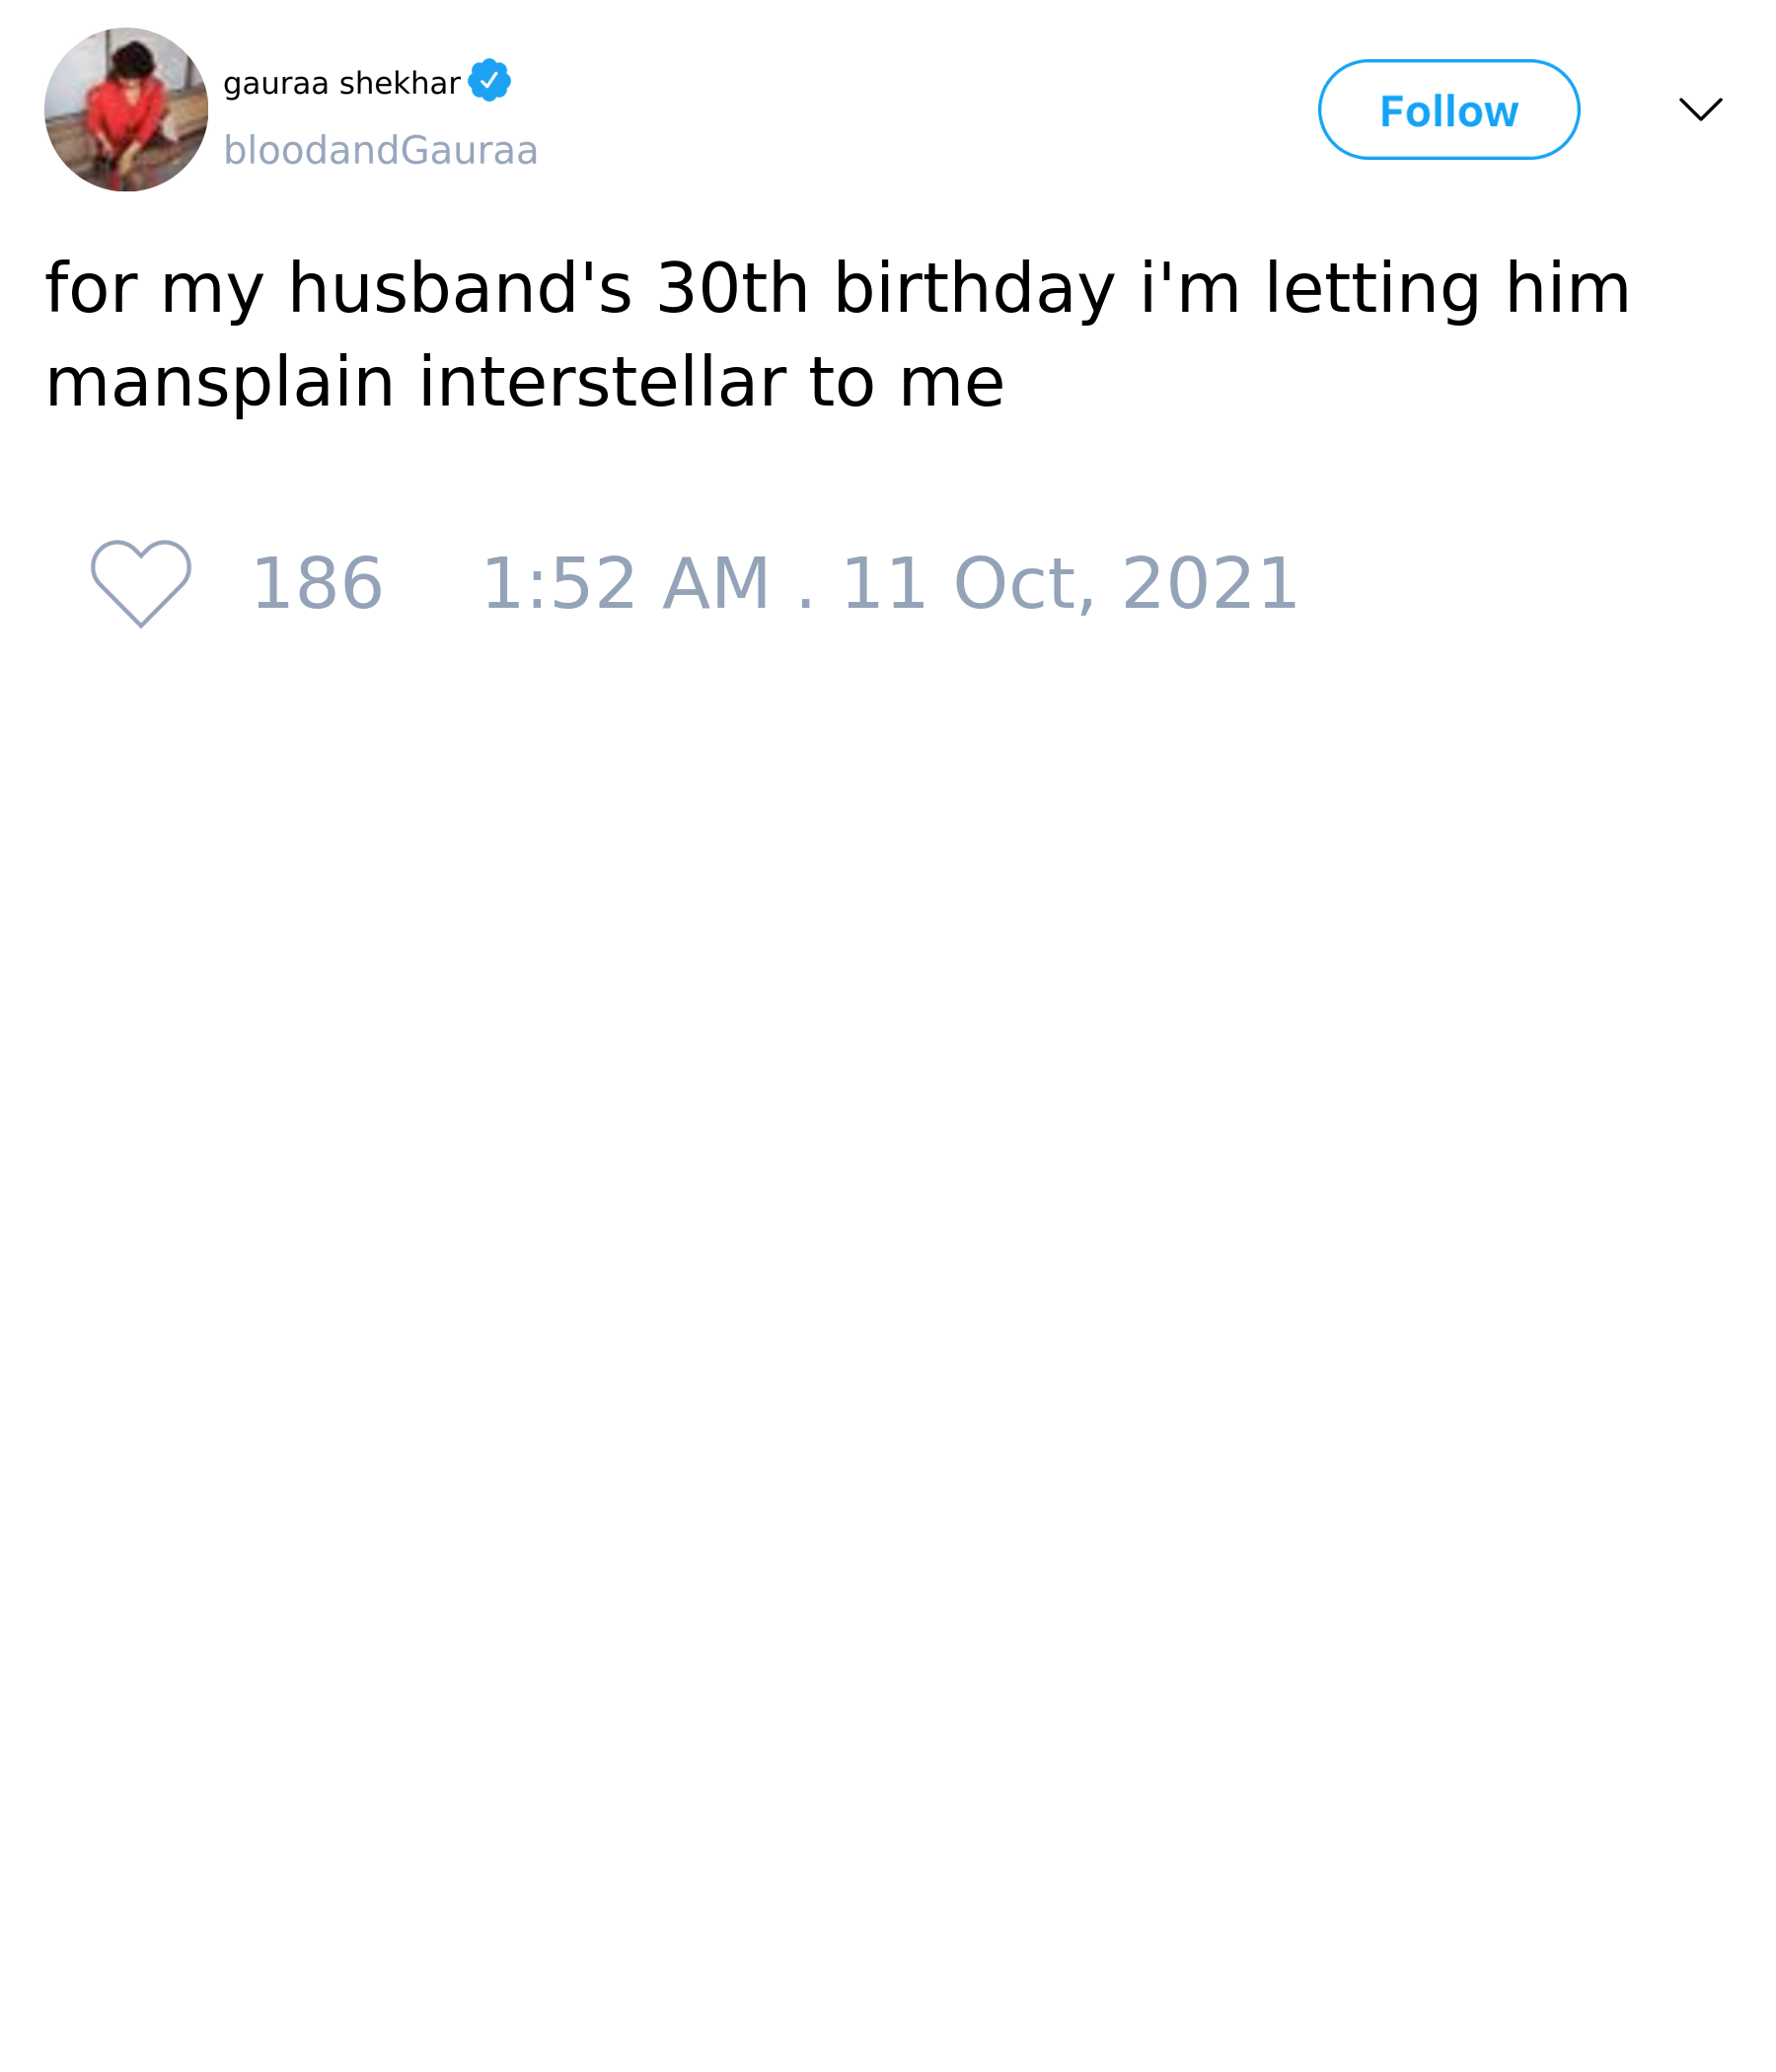 gauraa shekhar
bloodandGauraa
Follow
for my husband's 30th birthday i'm letting him
mansplain interstellar to me
186 1:52 AM . 11 Oct, 2021